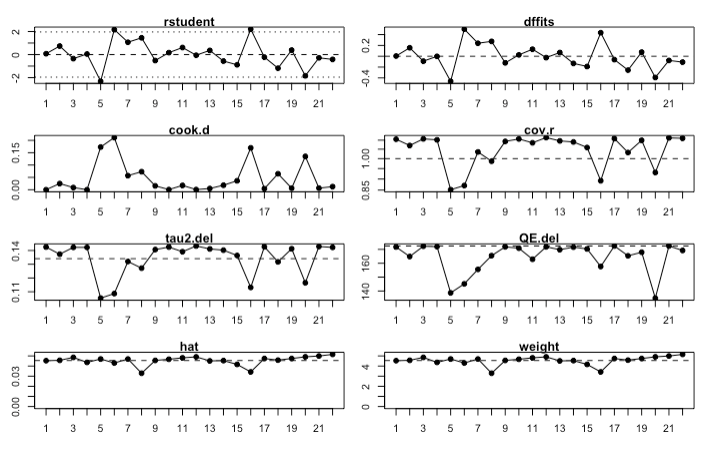 rstudent
2
0
-2
1 3 5 7 9 11 13 15 17 19 21
dffits
0.2
-0.4
1 3 5 7 9 11 13 15 17 19 21
cook.d
0.15
0.00
1 3 5 7 9 11 13 15 17 19 21
cov.r
1.00
0.85
1 3 5 7 9 11 13 15 17 19 21
tau2.del
0.14
0.11
1 3 5 7 9 11 13 15 17 19 21
QE.del
160
140
1 3 5 7 9 11 13 15 17 19 21
hat
0.03
0.00
1 3 5 7 9 11 13 15 17 19 21
weight
4
0
1 3 5 7 9 11 13 15 17 19 21